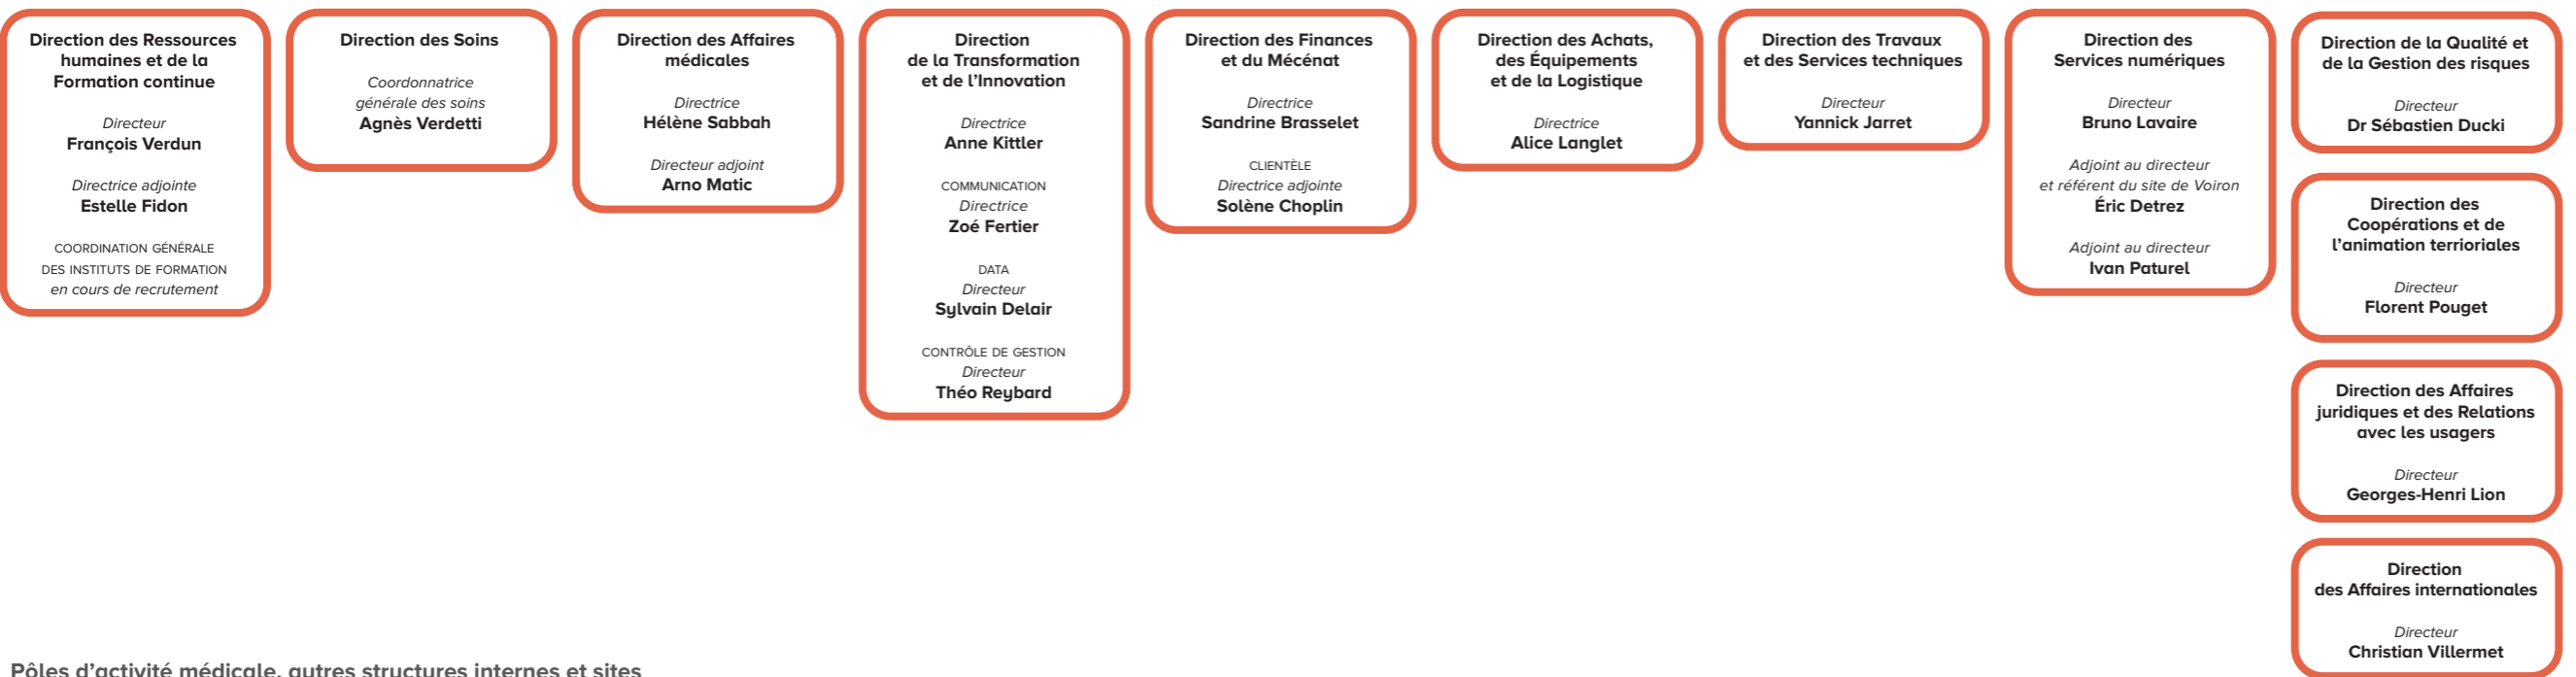 Direction des Ressources
humaines et de la
Formation continue
Directeur
François Verdun
Directrice adjointe
Estelle Fidon
COORDINATION GÉNÉRALE
DES INSTITUTS DE FORMATION
en cours de recrutement
Direction des Soins
Coordonnatrice
générale des soins
Agnès Verdetti
Direction des Affaires
médicales
Directrice
Hélène Sabbah
Directeur adjoint
Arno Matic
Direction
de la Transformation
et de l’Innovation
Directrice
Anne Kittler
COMMUNICATION
Directrice
Zoé Fertier
DATA
Directeur
Sylvain Delair
CONTRÔLE DE GESTION
Directeur
Théo Reybard
Direction des Finances
et du Mécénat
Directrice
Sandrine Brasselet
CLIENTÈLE
Directrice adjointe
Solène Choplin
Direction des Achats,
des Équipements
et de la Logistique
Directrice
Alice Langlet
Direction des Travaux
et des Services techniques
Directeur
Yannick Jarret
Direction des
Services numériques
Directeur
Bruno Lavaire
Adjoint au directeur
et référent du site de Voiron
Éric Detrez
Adjoint au directeur
Ivan Paturel
Direction de la Qualité et
de la Gestion des risques
Directeur
Dr Sébastien Ducki
Direction des
Coopérations et de
l’animation terrioriales
Directeur
Florent Pouget
Direction des Affaires
juridiques et des Relations
avec les usagers
Directeur
Georges-Henri Lion
Direction
des Affaires internationales
Directeur
Christian Villermet
Pôles d’activité médicale, autres structures internes et sites